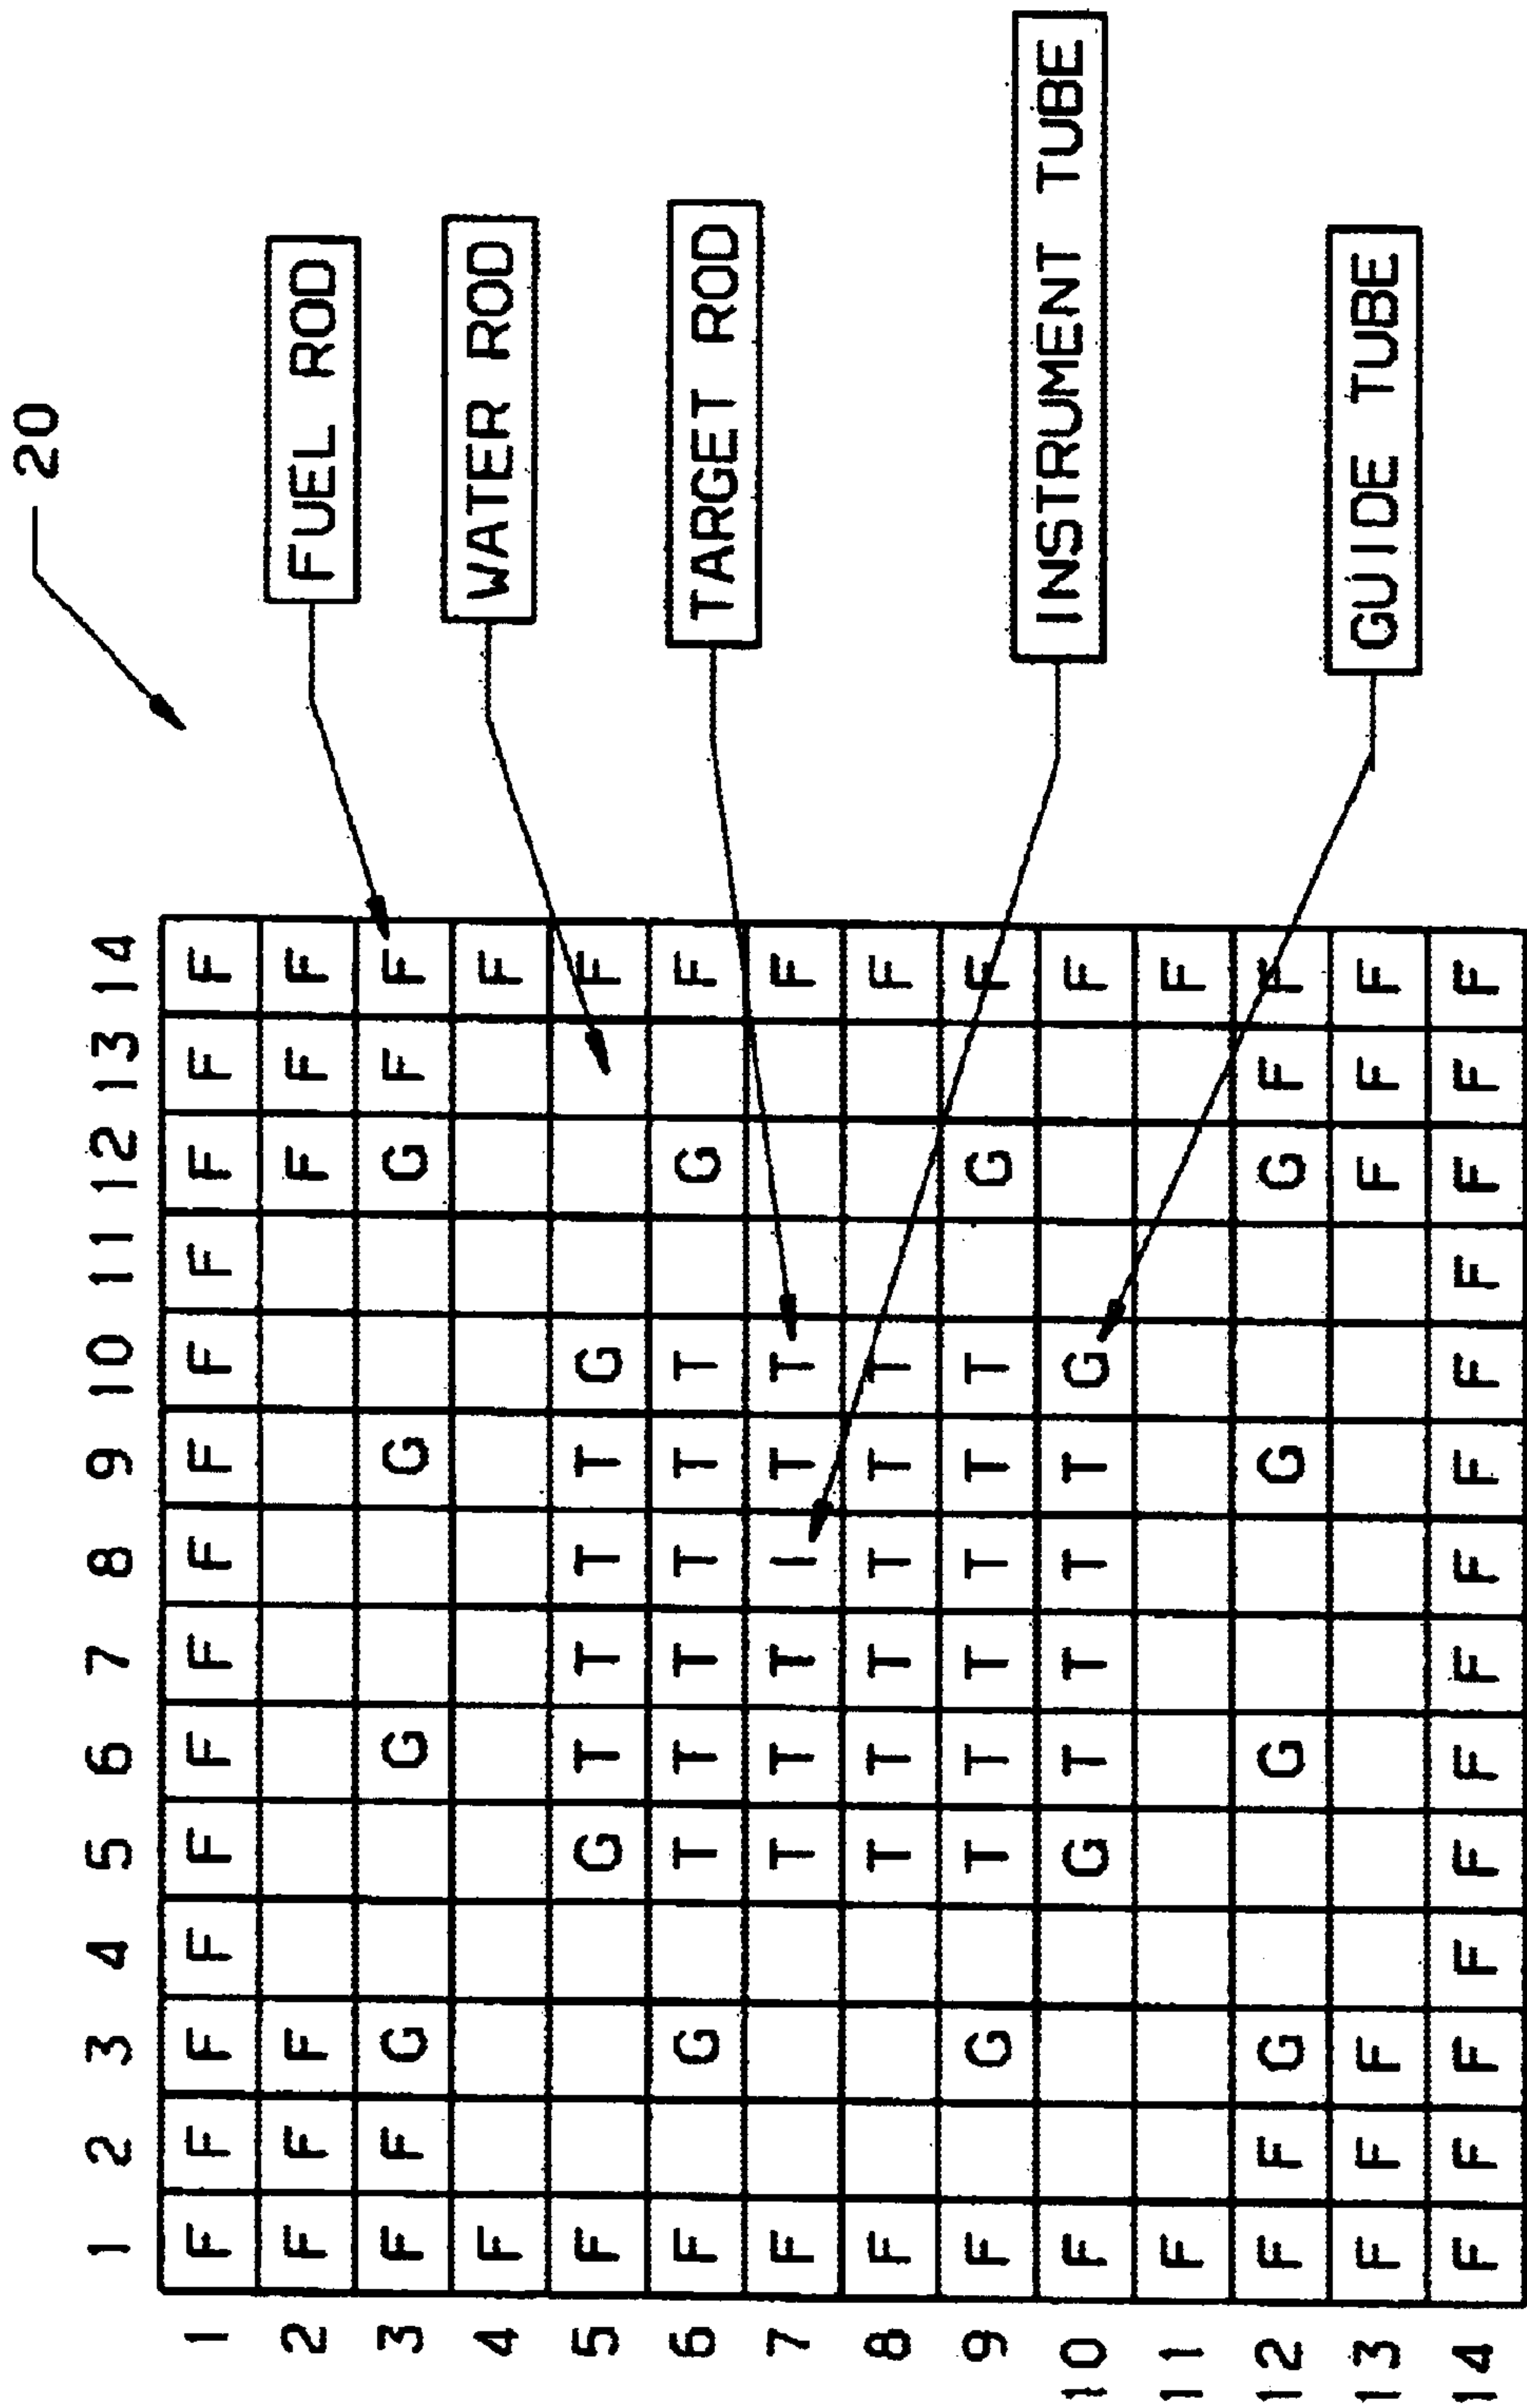 20
1 2 3 4 5 6 7 8 9 10 11 12 13 14
1 F F F F F F F F F F F F F F
2 F F F F F F
FUEL ROD
3 F F G G G G F F
4 F F
WATER ROD
5 F G T T T T G F
6 F G T T T T T T G F
TARGET ROD
7 F T T T I T T F
8 F T T T T T T F
9 F G T T T T T T G F
INSTRUMENT TUBE
10 F G T T T T G F
11 F F
12 F F G G G G F F
GUIDE TUBE
13 F F F F F F
14 F F F F F F F F F F F F F F